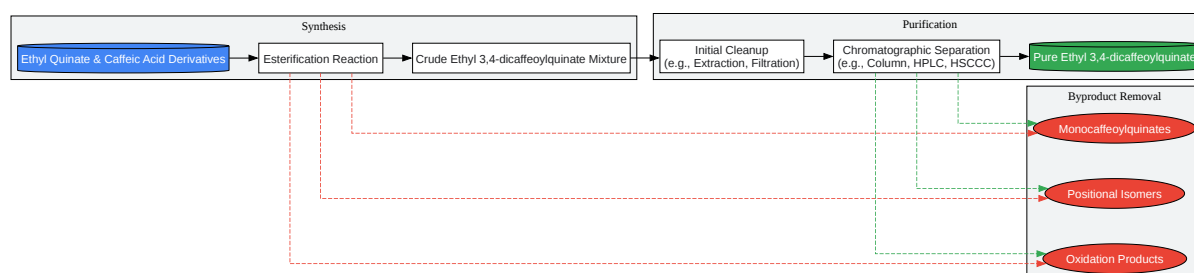 Synthesis
Ethyl Quinate & Caffeic Acid Derivatives
Esterification Reaction
Crude Ethyl 3,4-dicaffeoylquinate Mixture
Purification
Initial Cleanup
(e.g., Extraction, Filtration)
Chromatographic Separation
(e.g., Column, HPLC, HSCCC)
Pure Ethyl 3,4-dicaffeoylquinate
Byproduct Removal
Monocaffeoylquinates
Positional Isomers
Oxidation Products